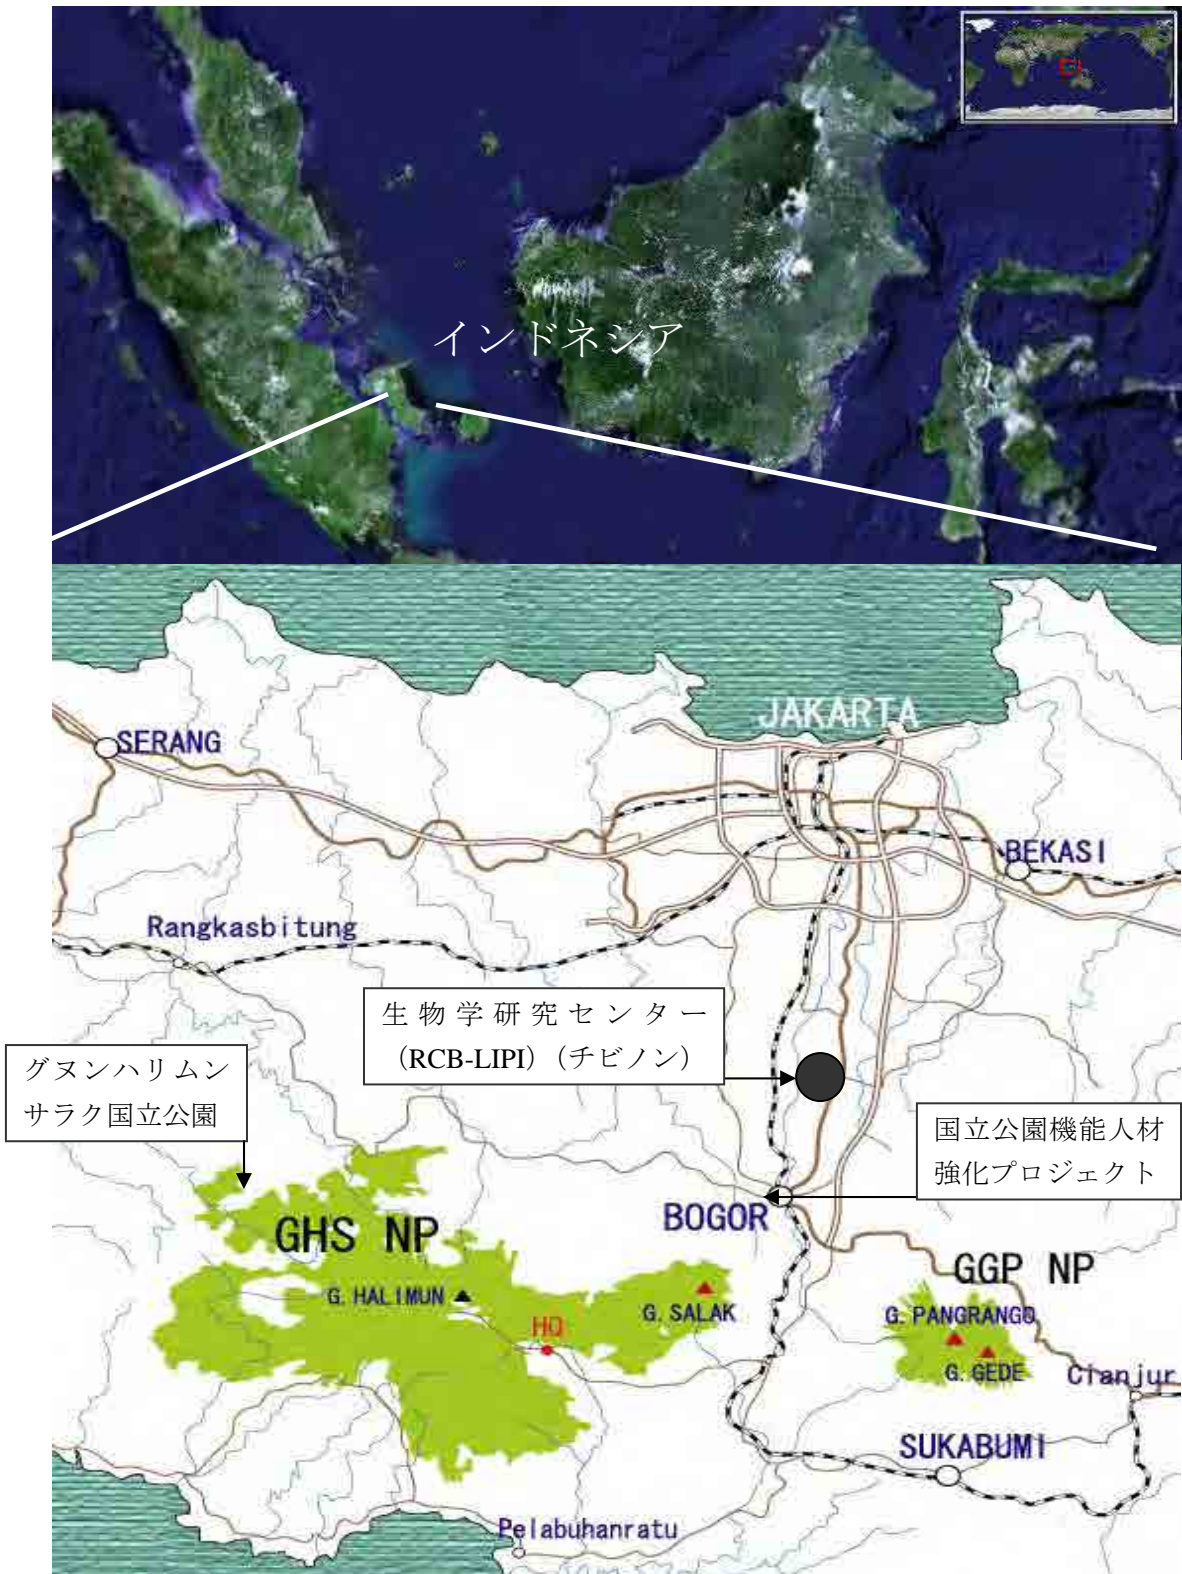 インドネシア
JAKARTA
SERANG
BEKASI
Rangkasbitung
生物学研究センター
（RCB-LIPI）（チビノン）
グヌンハリムン
サラク国立公園
国立公園機能人材
強化プロジェクト
BOGOR
GHS NP
GGP NP
G. HALIMUN
G. SALAK
G. PANGRANGO
HQ
G. GEDE
Cianjur
SUKABUMI
Pelabuhanratu